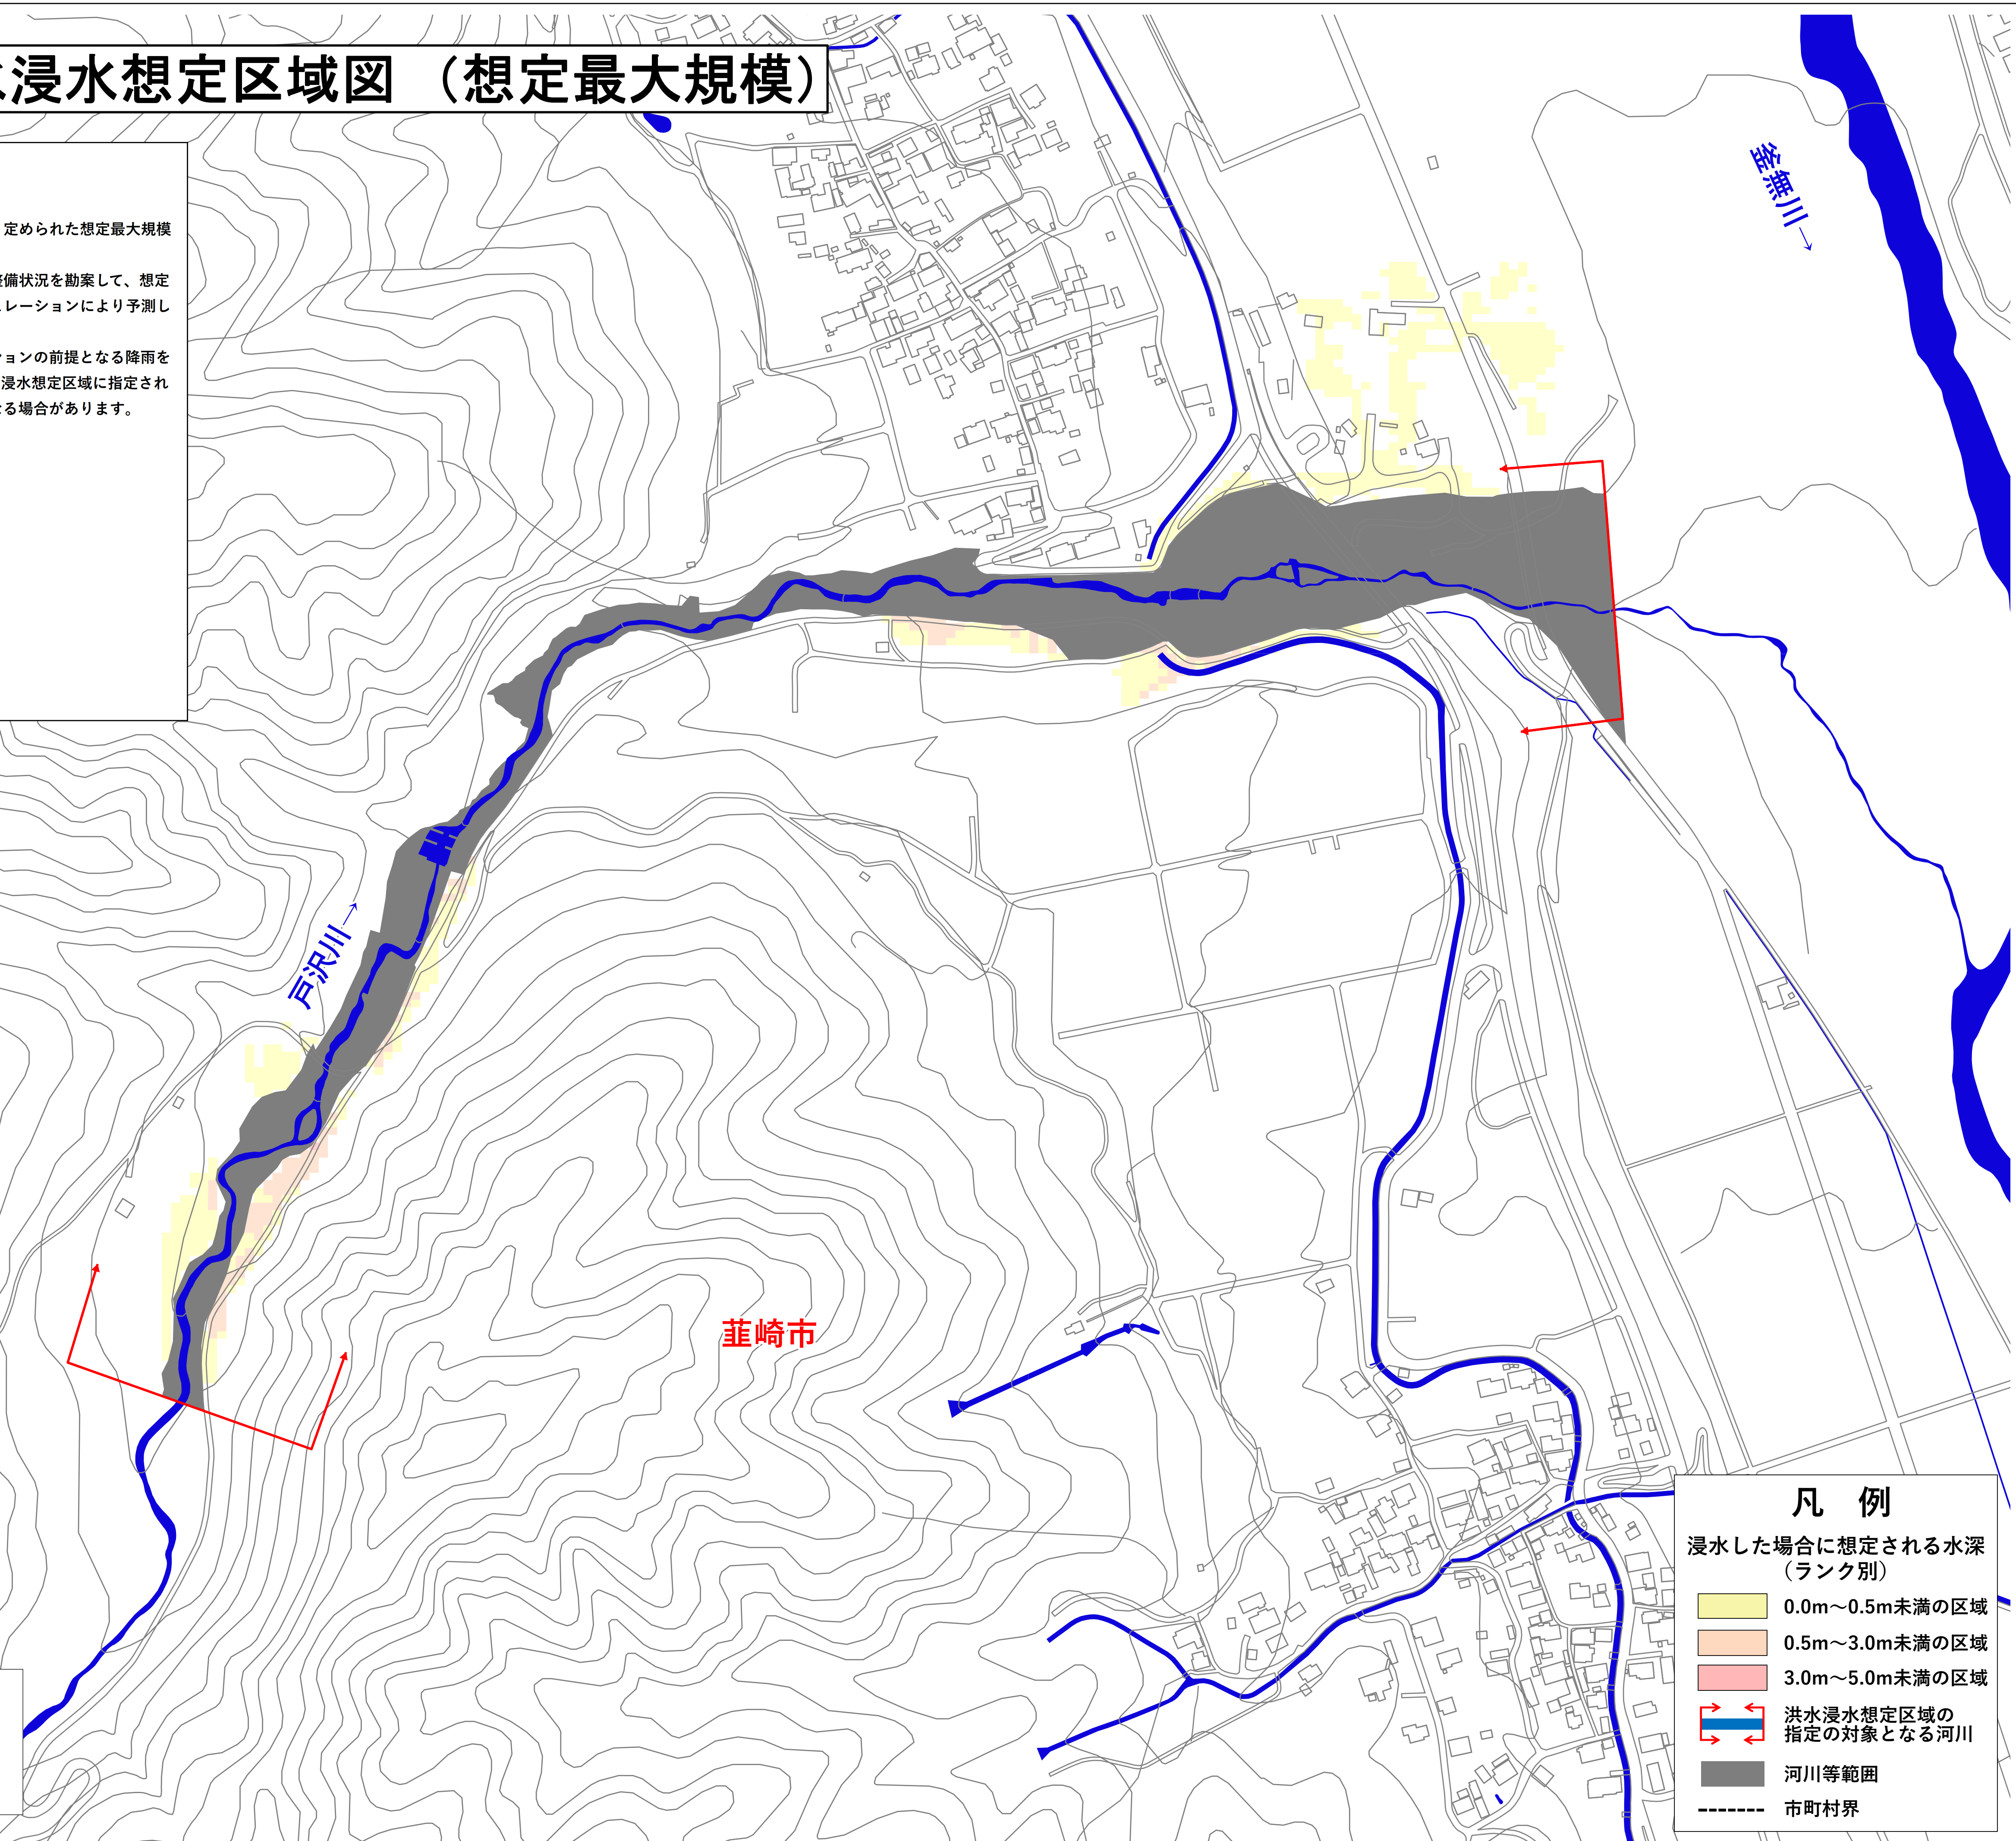 浸水想定区域図 (想定最大規模)
定められた想定最大規模
整備状況を勘案して、想定
ュレーションにより予測し
ションの前提となる降雨を
浸水想定区域に指定され
なる場合があります。
釜無川→
戸沢川→
韮崎市
凡 例
浸水した場合に想定される水深
(ランク別)
0.0m～0.5m未満の区域
0.5m～3.0m未満の区域
3.0m～5.0m未満の区域
洪水浸水想定区域の
指定の対象となる河川
河川等範囲
市町村界